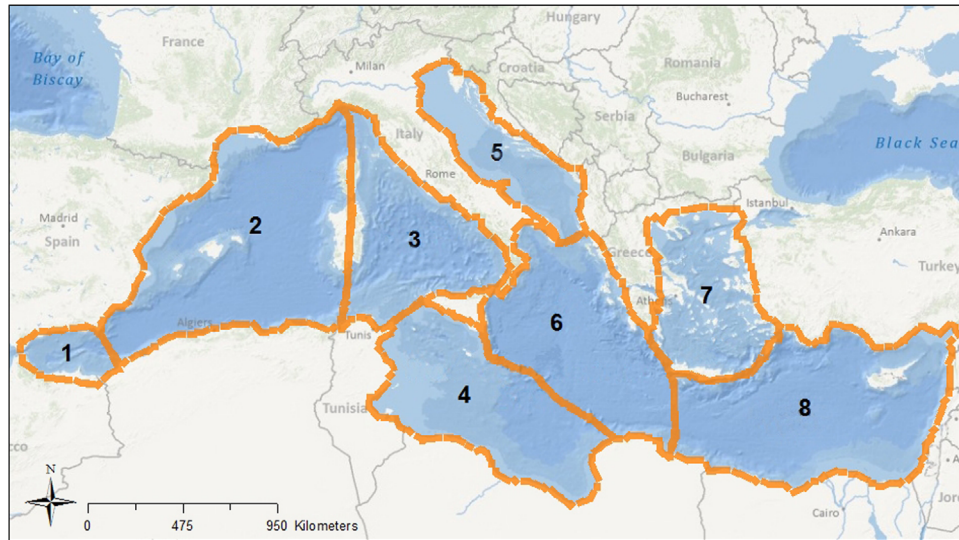 Hungary
France
Bay of
Biscay
Milan
Croatia
Romania
Bucharest
Serbia
Italy
5
Black Sea
Bulgaria
Rome
Istanbul
Madrid
Spain
2
3
Ankara
Greece
Turkey
Athens
7
Algiers
6
Tunis
1
4
Tunisia
8
N
Cairo
Jor
0
475
950 Kilometers